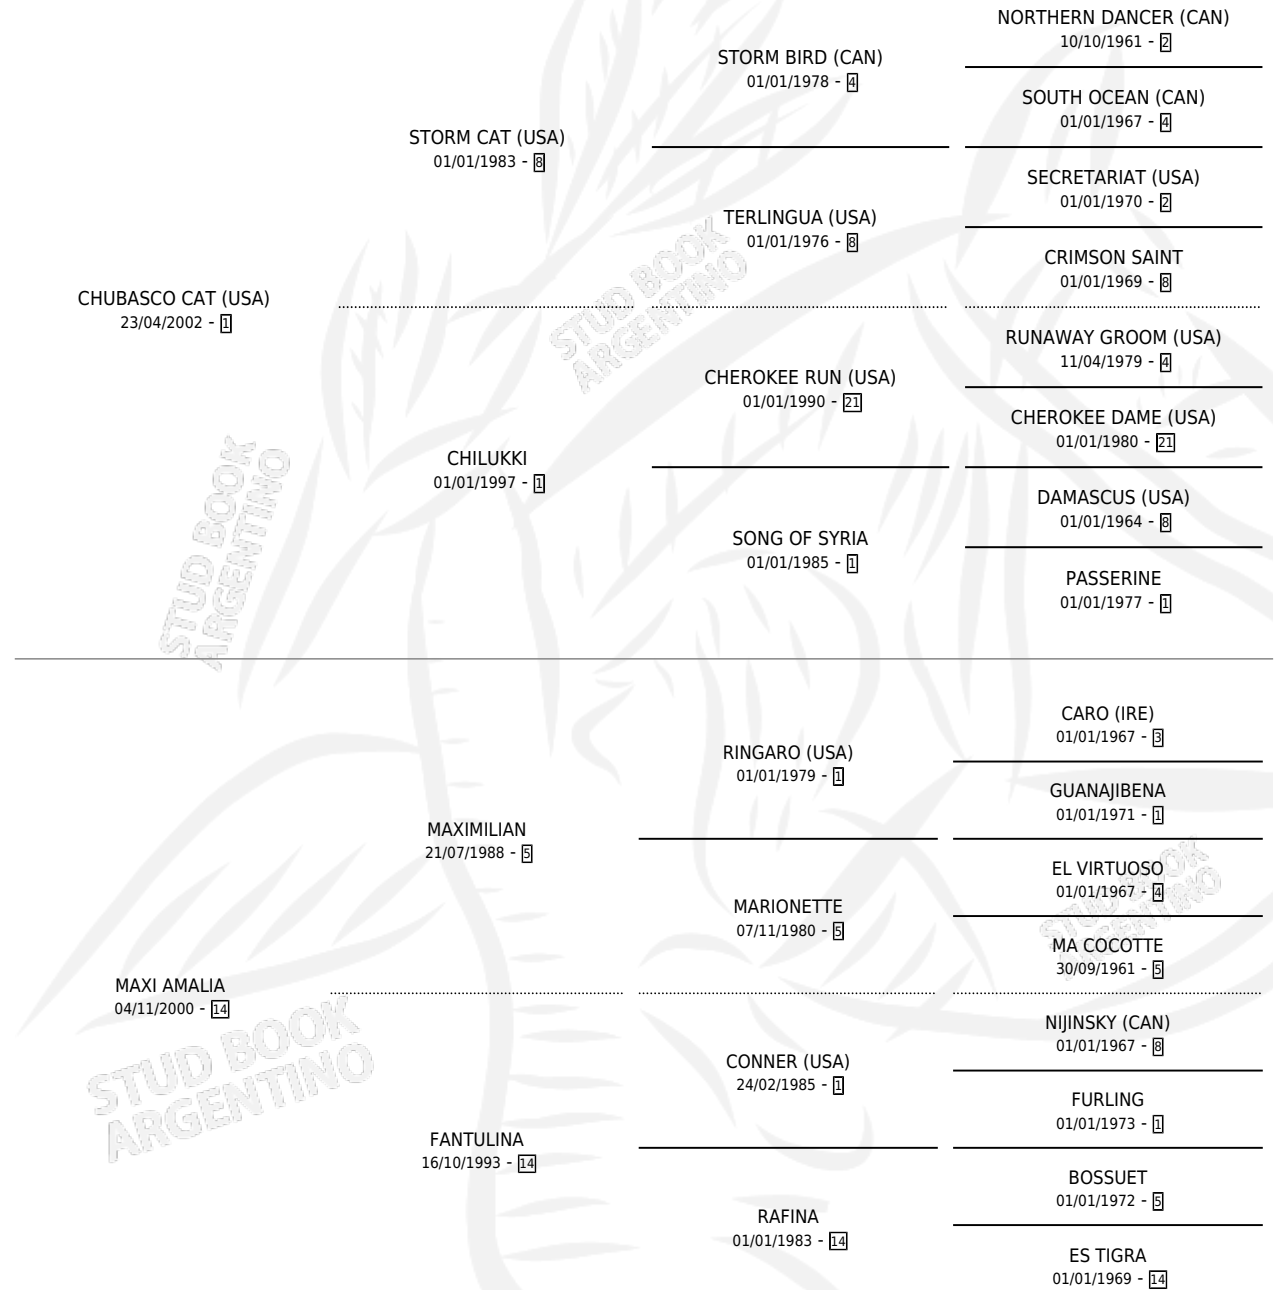 NORTHERN DANCER (CAN)
10/10/1961 - 2
STORM BIRD (CAN)
01/01/1978 - 4
SOUTH OCEAN (CAN)
01/01/1967 - 4
STORM CAT (USA)
01/01/1983 - 8
SECRETARIAT (USA)
01/01/1970 - 2
TERLINGUA (USA)
01/01/1976 - 8
CRIMSON SAINT
01/01/1969 - 8
CHUBASCO CAT (USA)
23/04/2002 - 1
RUNAWAY GROOM (USA)
11/04/1979 - 4
CHEROKEE RUN (USA)
01/01/1990 - 21
CHEROKEE DAME (USA)
01/01/1980 - 21
CHILUKKI
01/01/1997 - 1
DAMASCUS (USA)
01/01/1964 - 8
SONG OF SYRIA
01/01/1985 - 1
PASSERINE
01/01/1977 - 1
CARO (IRE)
01/01/1967 - 3
RINGARO (USA)
01/01/1979 - 1
GUANAJIBENA
01/01/1971 - 1
MAXIMILIAN
21/07/1988 - 5
EL VIRTUOSO
01/01/1967 - 4
MARIONETTE
07/11/1980 - 5
MA COCOTTE
30/09/1961 - 5
MAXI AMALIA
04/11/2000 - 14
NIJINSKY (CAN)
01/01/1967 - 8
CONNER (USA)
24/02/1985 - 1
FURLING
01/01/1973 - 1
FANTULINA
16/10/1993 - 14
BOSSUET
01/01/1972 - 5
RAFINA
01/01/1983 - 14
ES TIGRA
01/01/1969 - 14
STUD BOOK
ARGENTINO
STUD BOOK
ARGENTINO
STUD BOOK
ARGENTINO
STUD BOOK
ARGENTINO